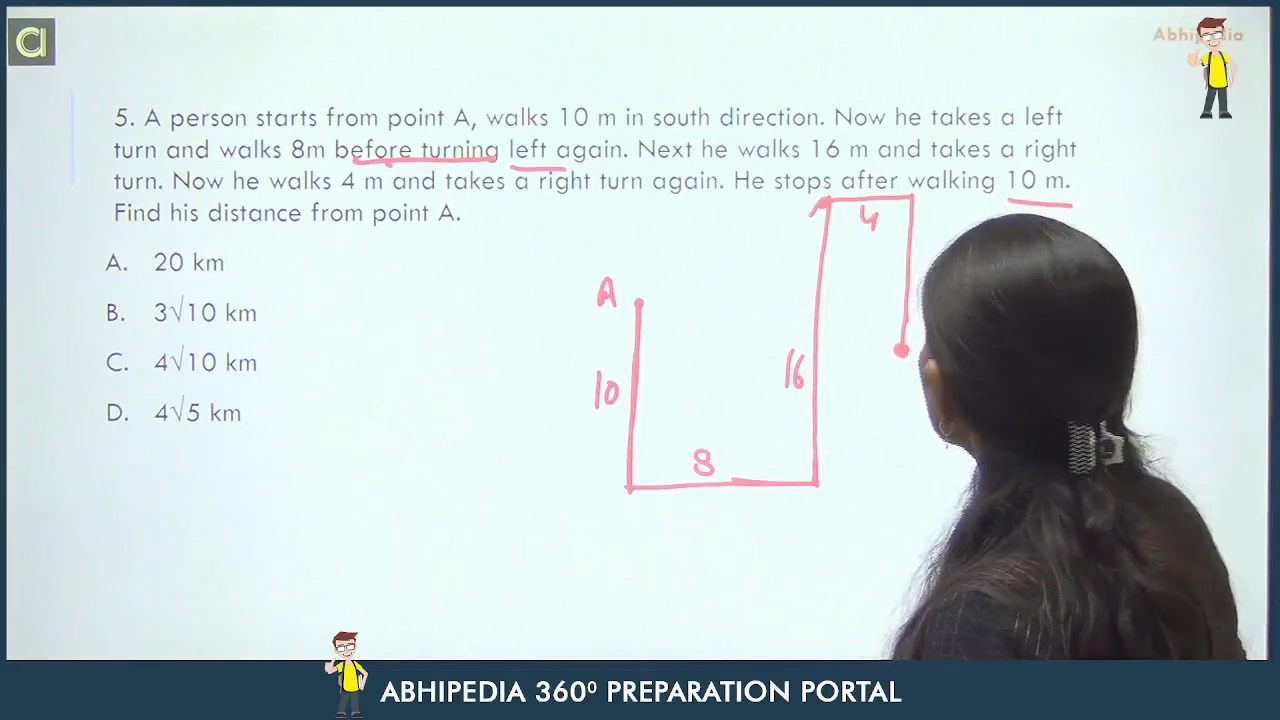 Abhipedia
5. A person starts from point A, walks 10 m in south direction. Now he takes a left
turn and walks 8m before turning left again. Next he walks 16 m and takes a right
turn. Now he walks 4 m and takes a right turn again. He stops after walking 10 m.
Find his distance from point A.
A. 20 km
B. 3√10 km
C. 4√10 km
D. 4√5 km
4
A
10
16
8
ABHIPEDIA 360⁰ PREPARATION PORTAL